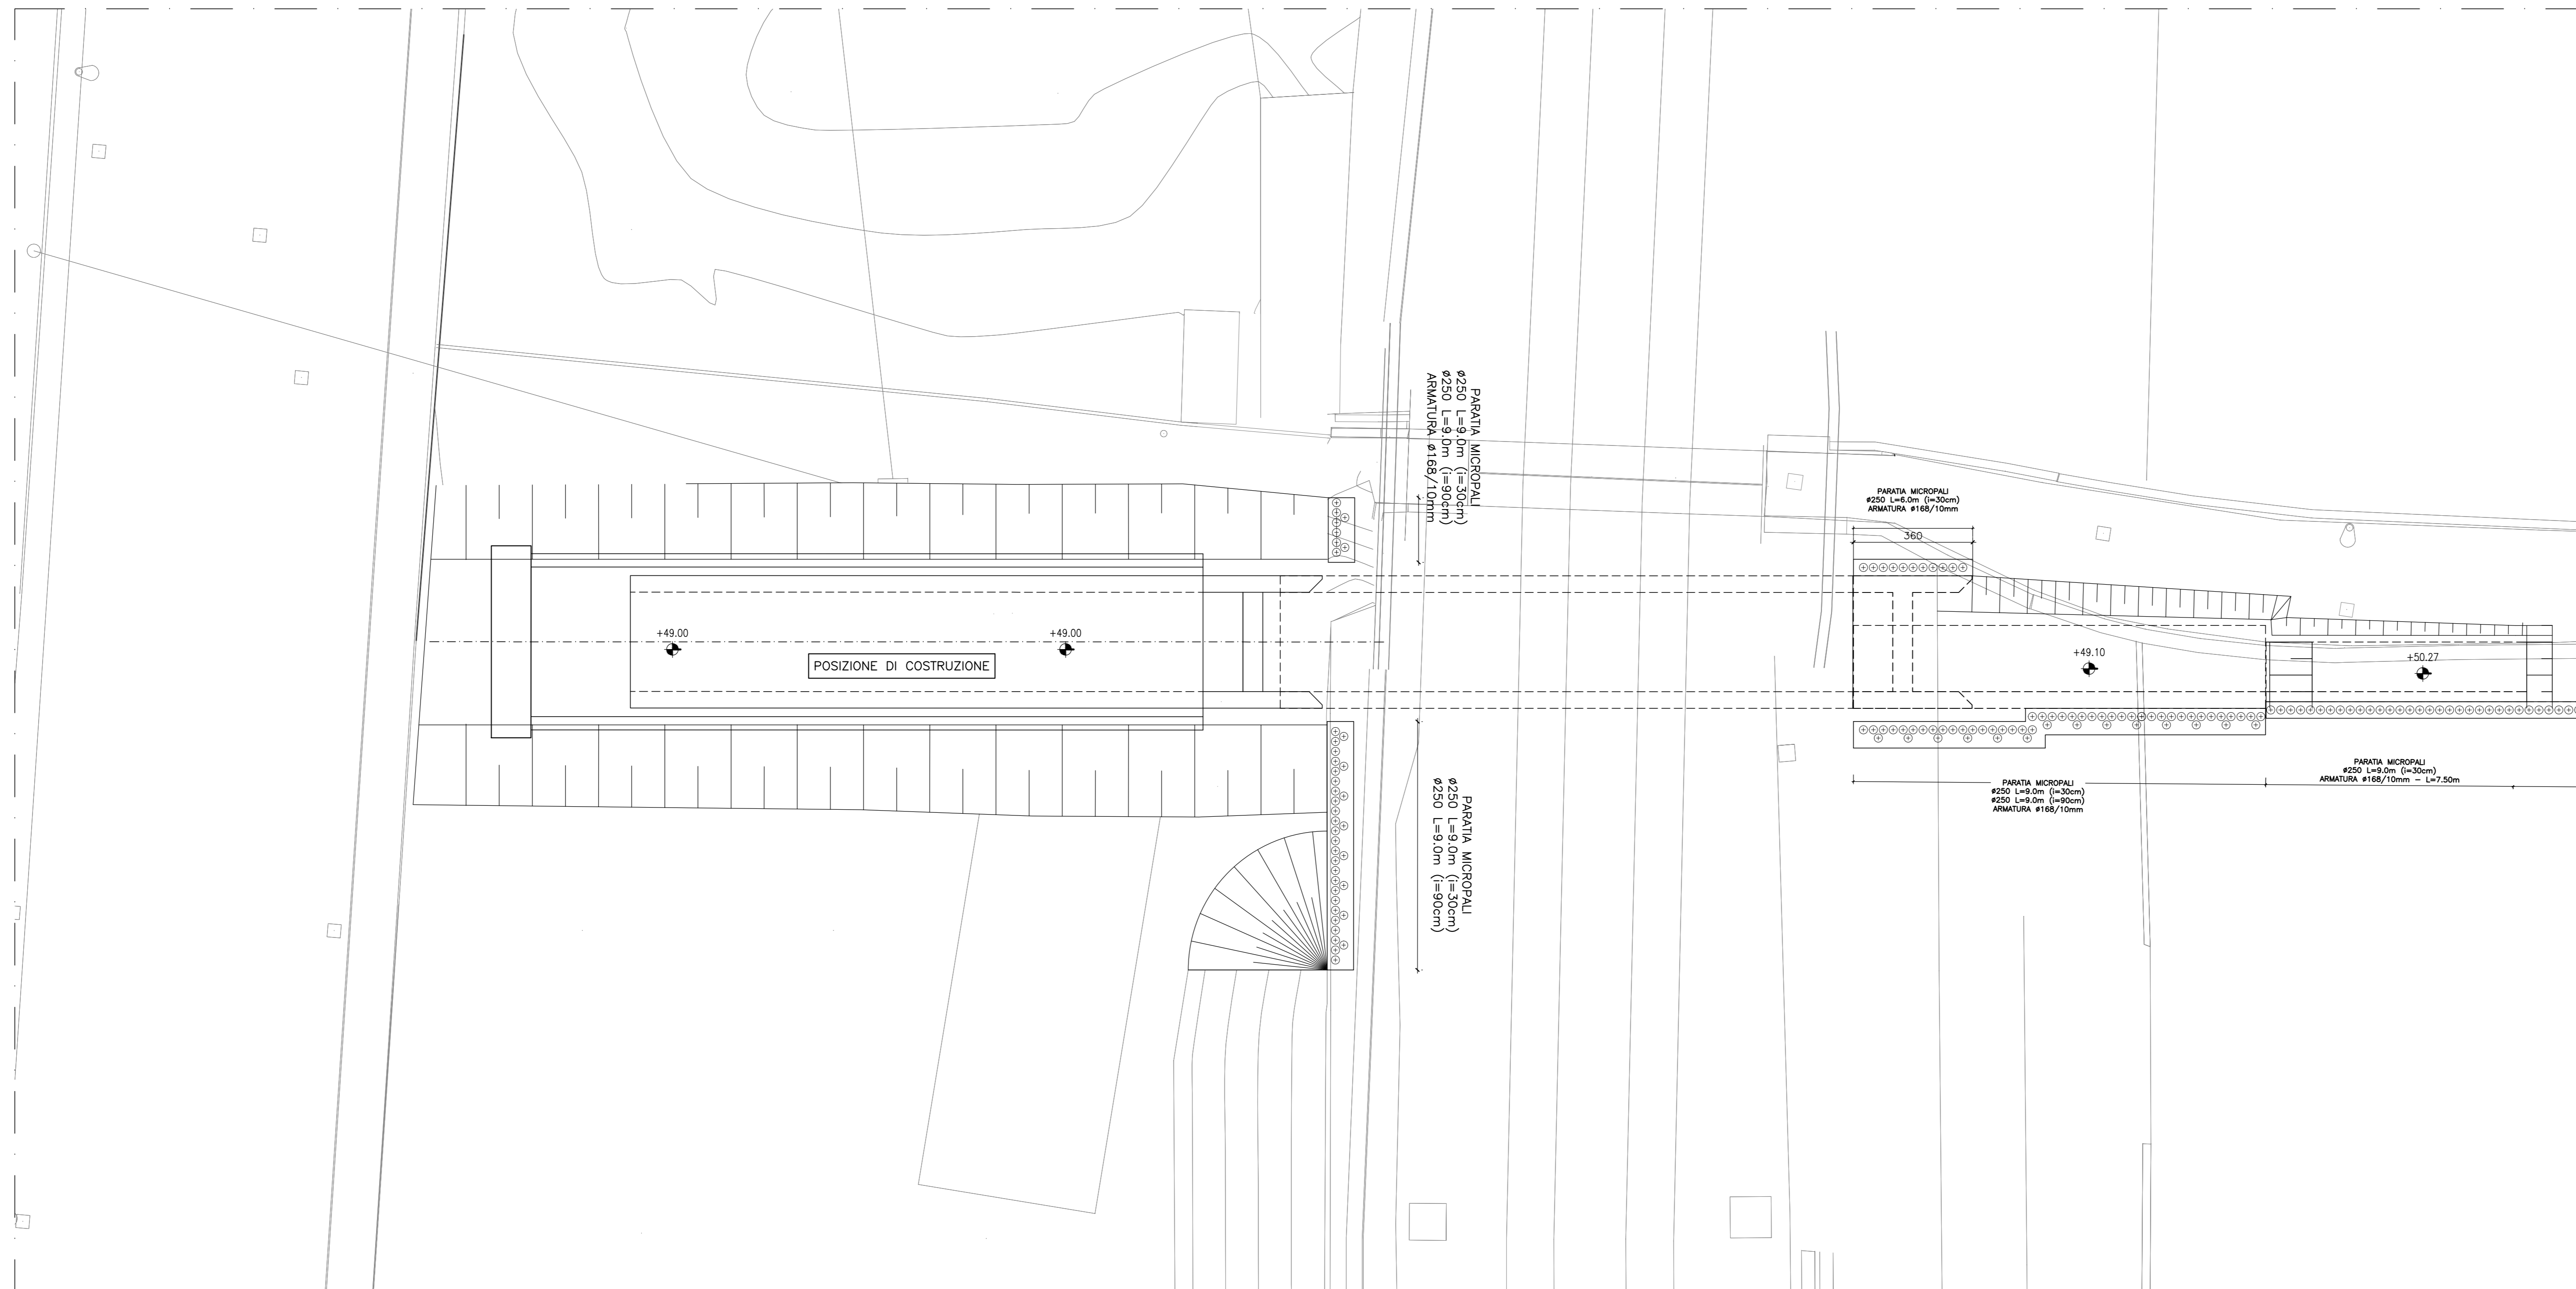 PARATIA MICROPALI
ø250 L=9.0m (i=30cm)
ø250 L=9.0m (i=90cm)
ARMATURA ø168/10mm
PARATIA MICROPALI
ø250 L=6.0m (i=30cm)
ARMATURA ø168/10mm
360
+49.00
+49.00
POSIZIONE DI COSTRUZIONE
+49.10
+50.27
PARATIA MICROPALI
ø250 L=9.0m (i=30cm)
ø250 L=9.0m (i=90cm)
PARATIA MICROPALI
ø250 L=9.0m (i=30cm)
ø250 L=9.0m (i=90cm)
ARMATURA ø168/10mm
PARATIA MICROPALI
ø250 L=9.0m (i=30cm)
ARMATURA ø168/10mm – L=7.50m